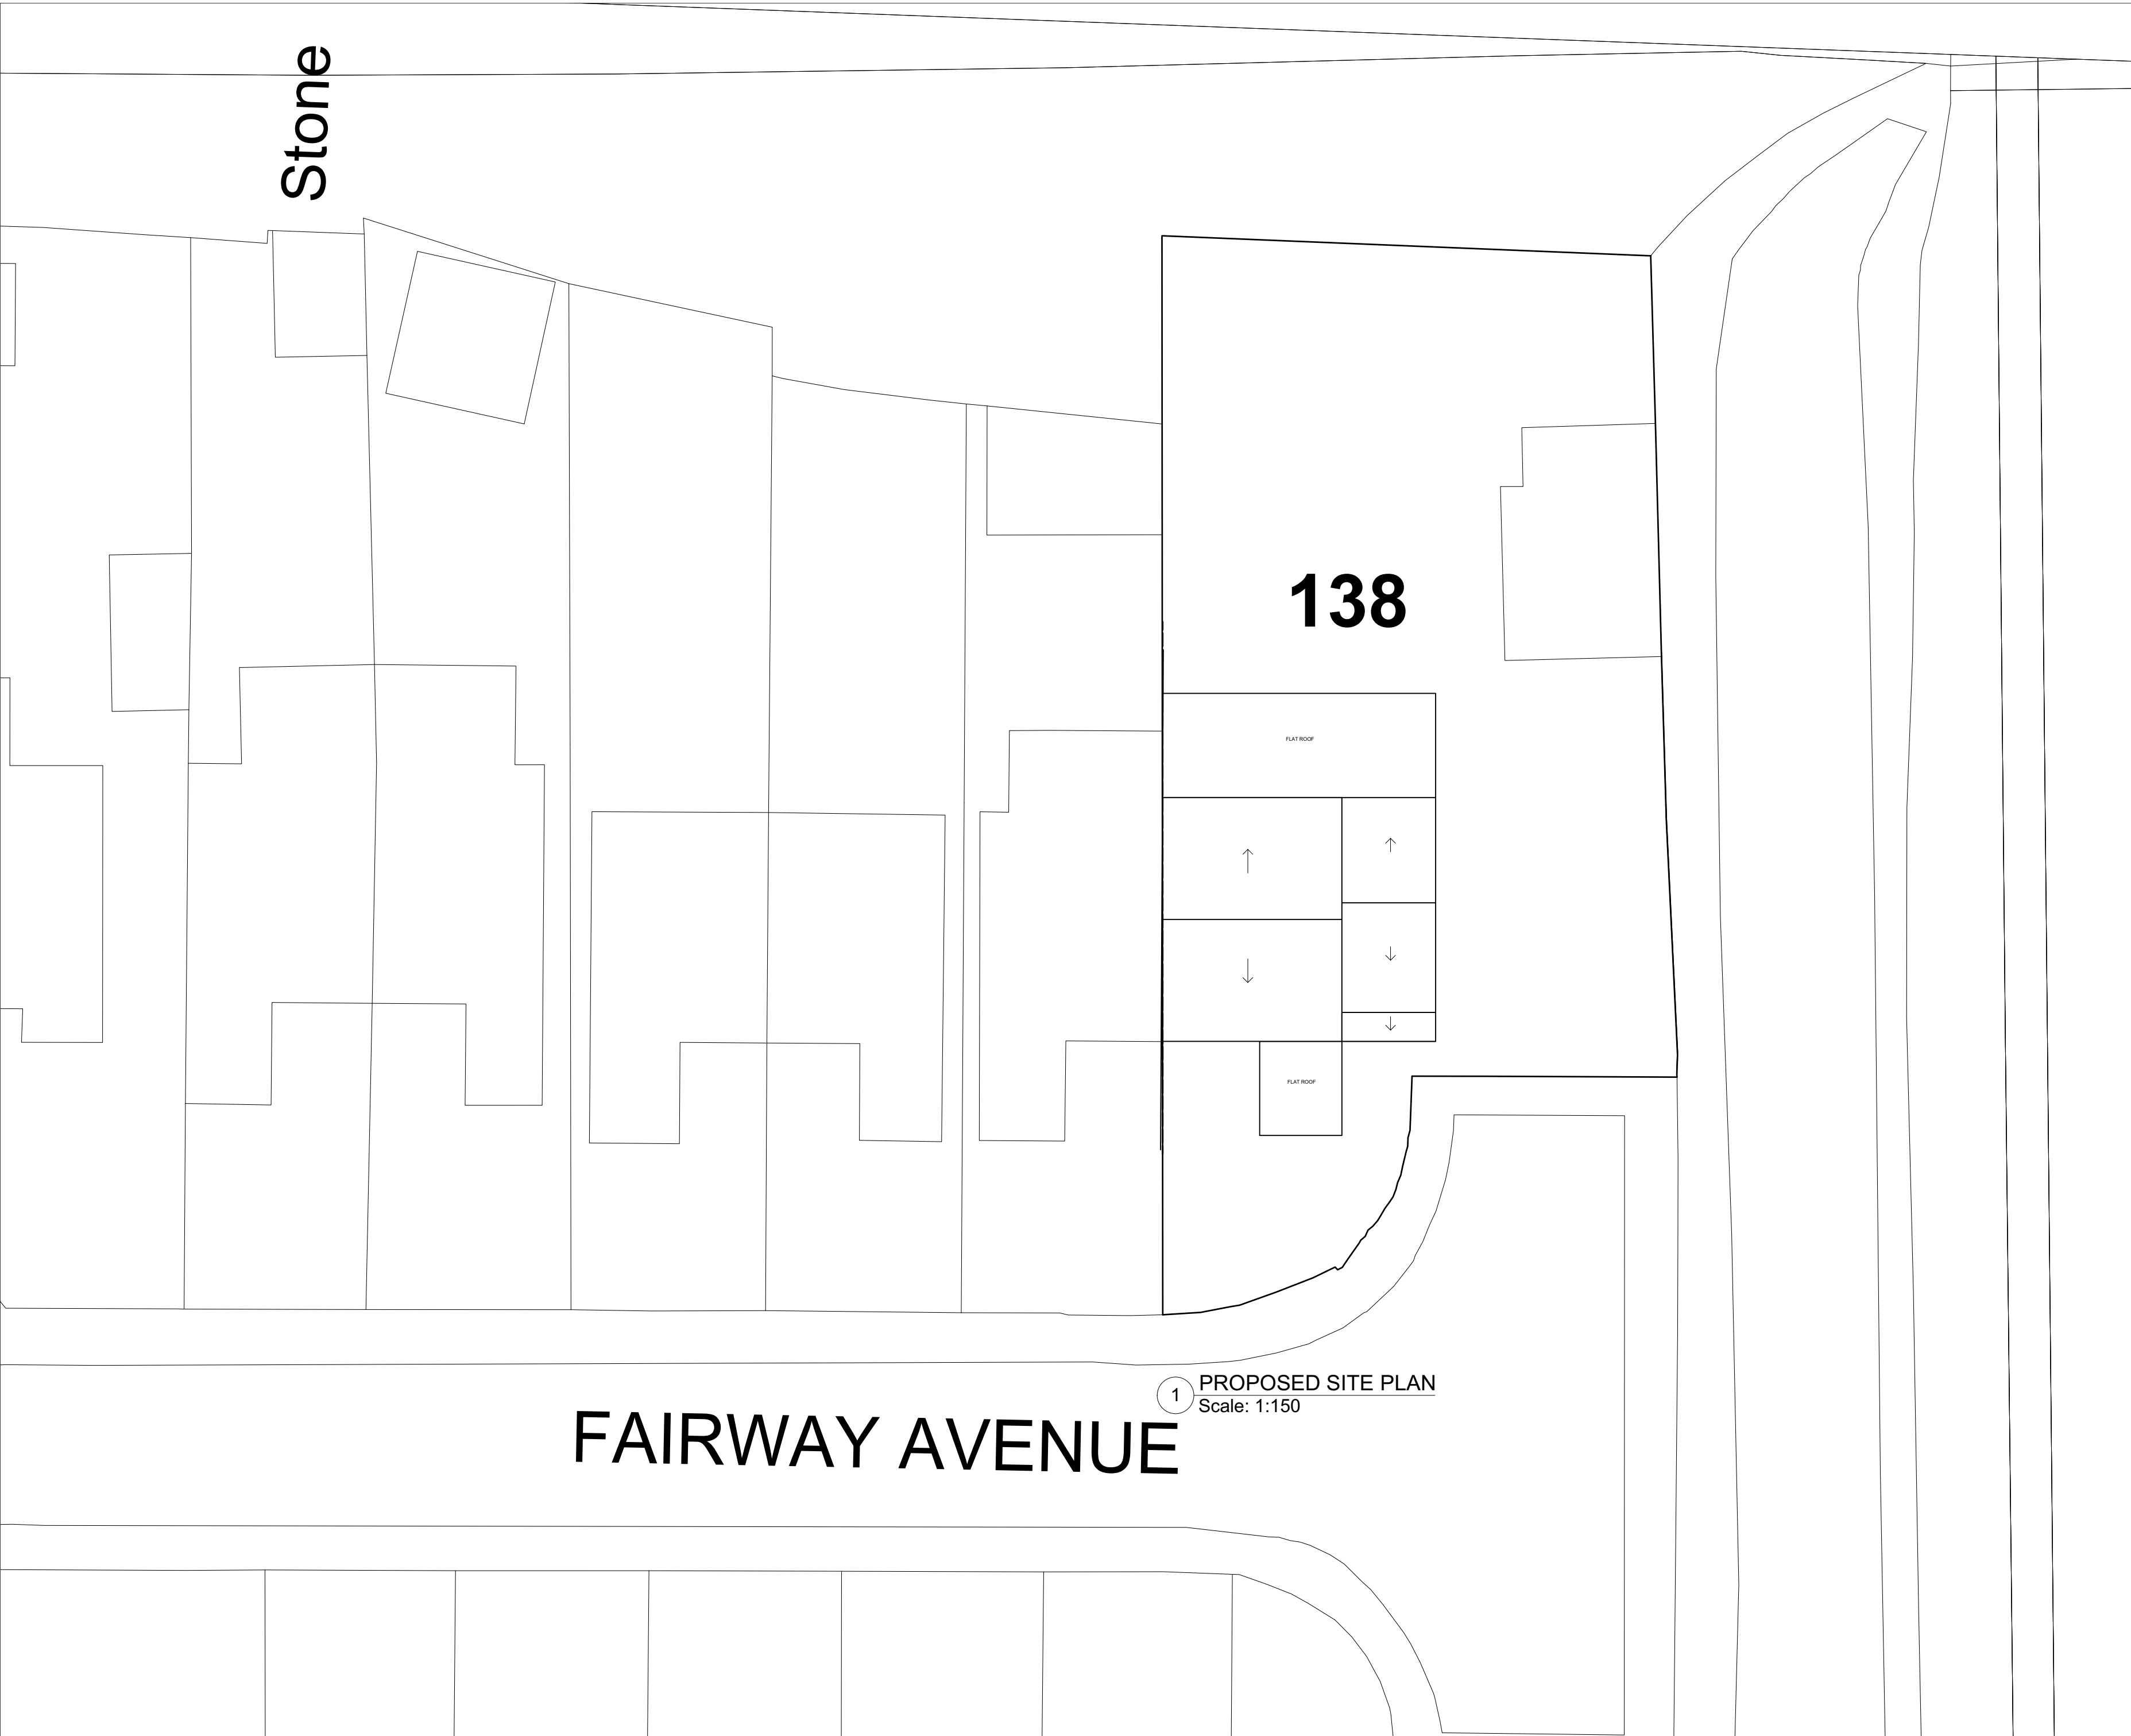 Stone
138
FLAT ROOF
FLAT ROOF
1
PROPOSED SITE PLAN
Scale: 1:150
FAIRWAY AVENUE